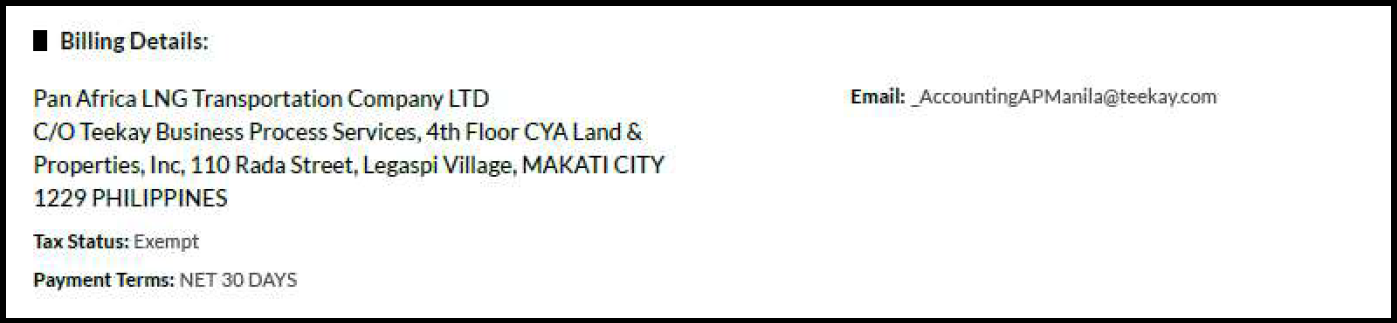 Billing Details:
Pan Africa LNG Transportation Company LTD
C/O Teekay Business Process Services, 4th Floor CYA Land &
Properties, Inc, 110 Rada Street, Legaspi Village, MAKATI CITY
1229 PHILIPPINES
Tax Status: Exempt
Payment Terms: NET 30 DAYS
Email: _AccountingAPManila@teekay.com